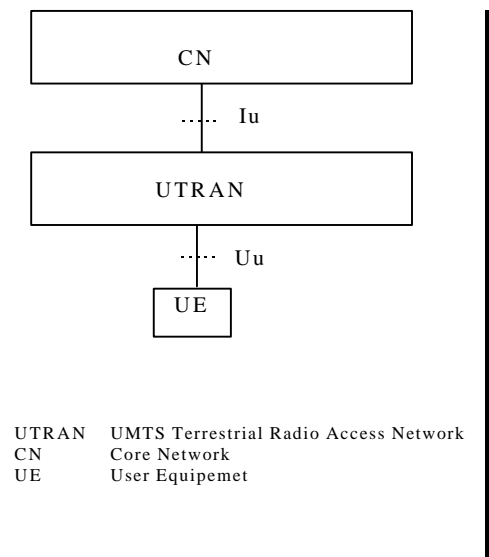 CN
Iu
UTRAN
Uu
UE
UTRAN UMTS Terrestrial Radio Access Network
CN Core Network
UE User Equipemet